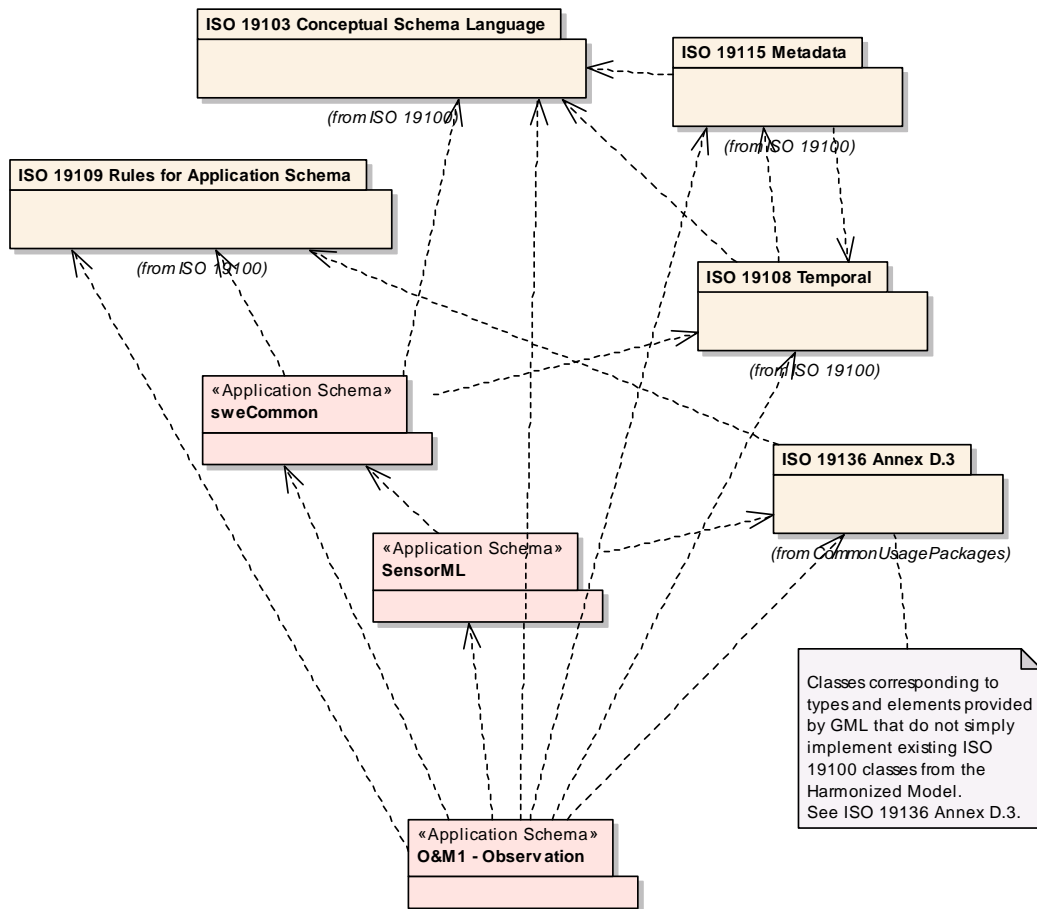 ISO 19103 Conceptual Schema Language
ISO 19115 Metadata
(from ISO 19100)
(from ISO 19100)
ISO 19109 Rules for Application Schema
(from ISO 19100)
ISO 19108 Temporal
(from ISO 19100)
«Application Schema»
sweCommon
ISO 19136 Annex D.3
(from CommonUsagePackages)
«Application Schema»
SensorML
Classes corresponding to
types and elements provided
by GML that do not simply
implement existing ISO
19100 classes from the
Harmonized Model.
See ISO 19136 Annex D.3.
«Application Schema»
O&M1 - Observation